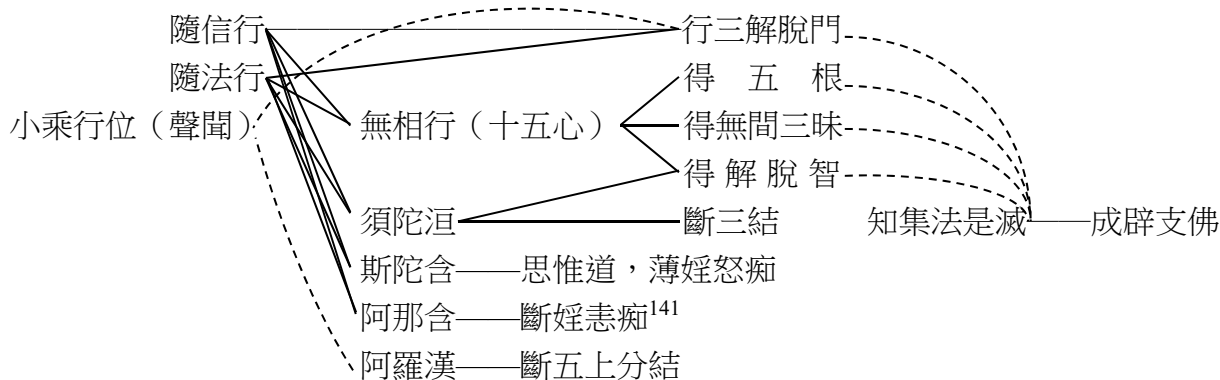 隨信行 行三解脫門
隨法行 得 五 根
小乘行位（聲聞） 無相行（十五心） 得無間三昧
得 解 脫 智
須陀洹 斷三結 知集法是滅——成辟支佛
斯陀含——思惟道，薄婬怒痴
阿那含——斷婬恚痴141
阿羅漢——斷五上分結